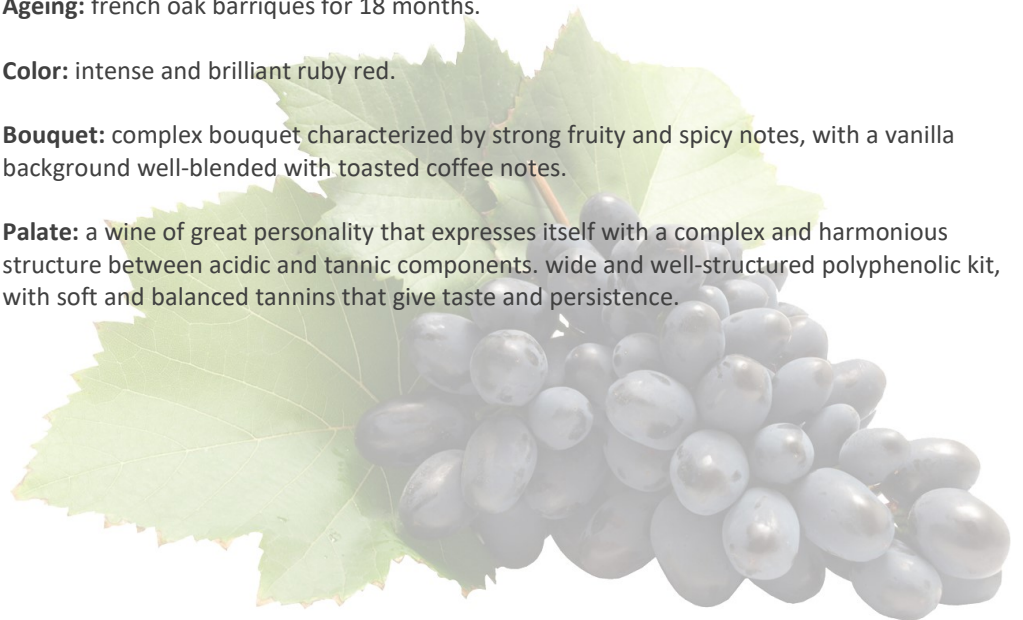 Ageing: french oak barriques for 18 months.
Color: intense and brilliant ruby red.
Bouquet: complex bouquet characterized by strong fruity and spicy notes, with a vanilla
background well-blended with toasted coffee notes.
Palate: a wine of great personality that expresses itself with a complex and harmonious
structure between acidic and tannic components. wide and well-structured polyphenolic kit,
with soft and balanced tannins that give taste and persistence.